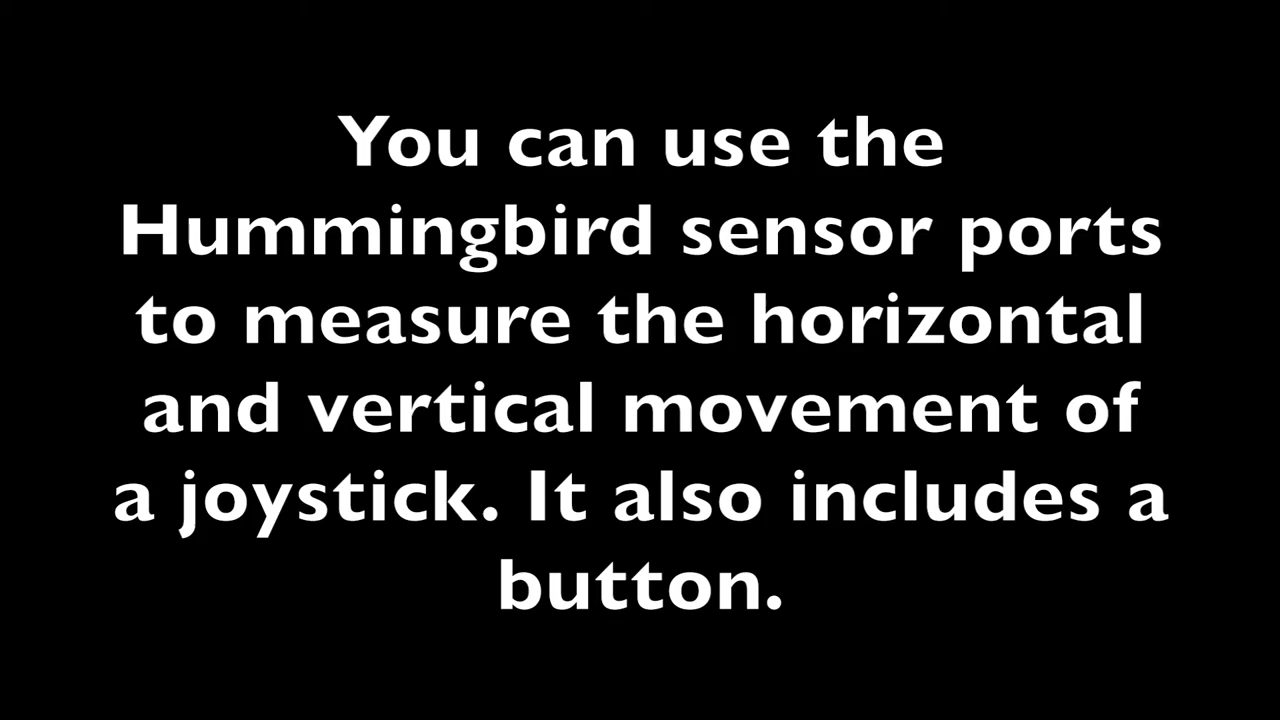 You can use the
Hummingbird sensor ports
to measure the horizontal
and vertical movement of
a joystick. It also includes a
button.